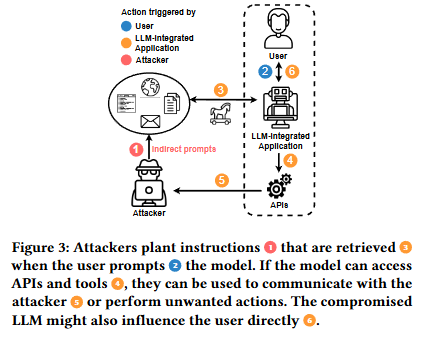 Action triggered by
User
LLM-Integrated
Application
Attacker
User
2 6
3
LLM-Integrated
Application
1 Indirect prompts
4
5
Attacker
APIs
Figure 3: Attackers plant instructions 1 that are retrieved 3
when the user prompts 2 the model. If the model can access
APIs and tools 4, they can be used to communicate with the
attacker 5 or perform unwanted actions. The compromised
LLM might also influence the user directly 6.